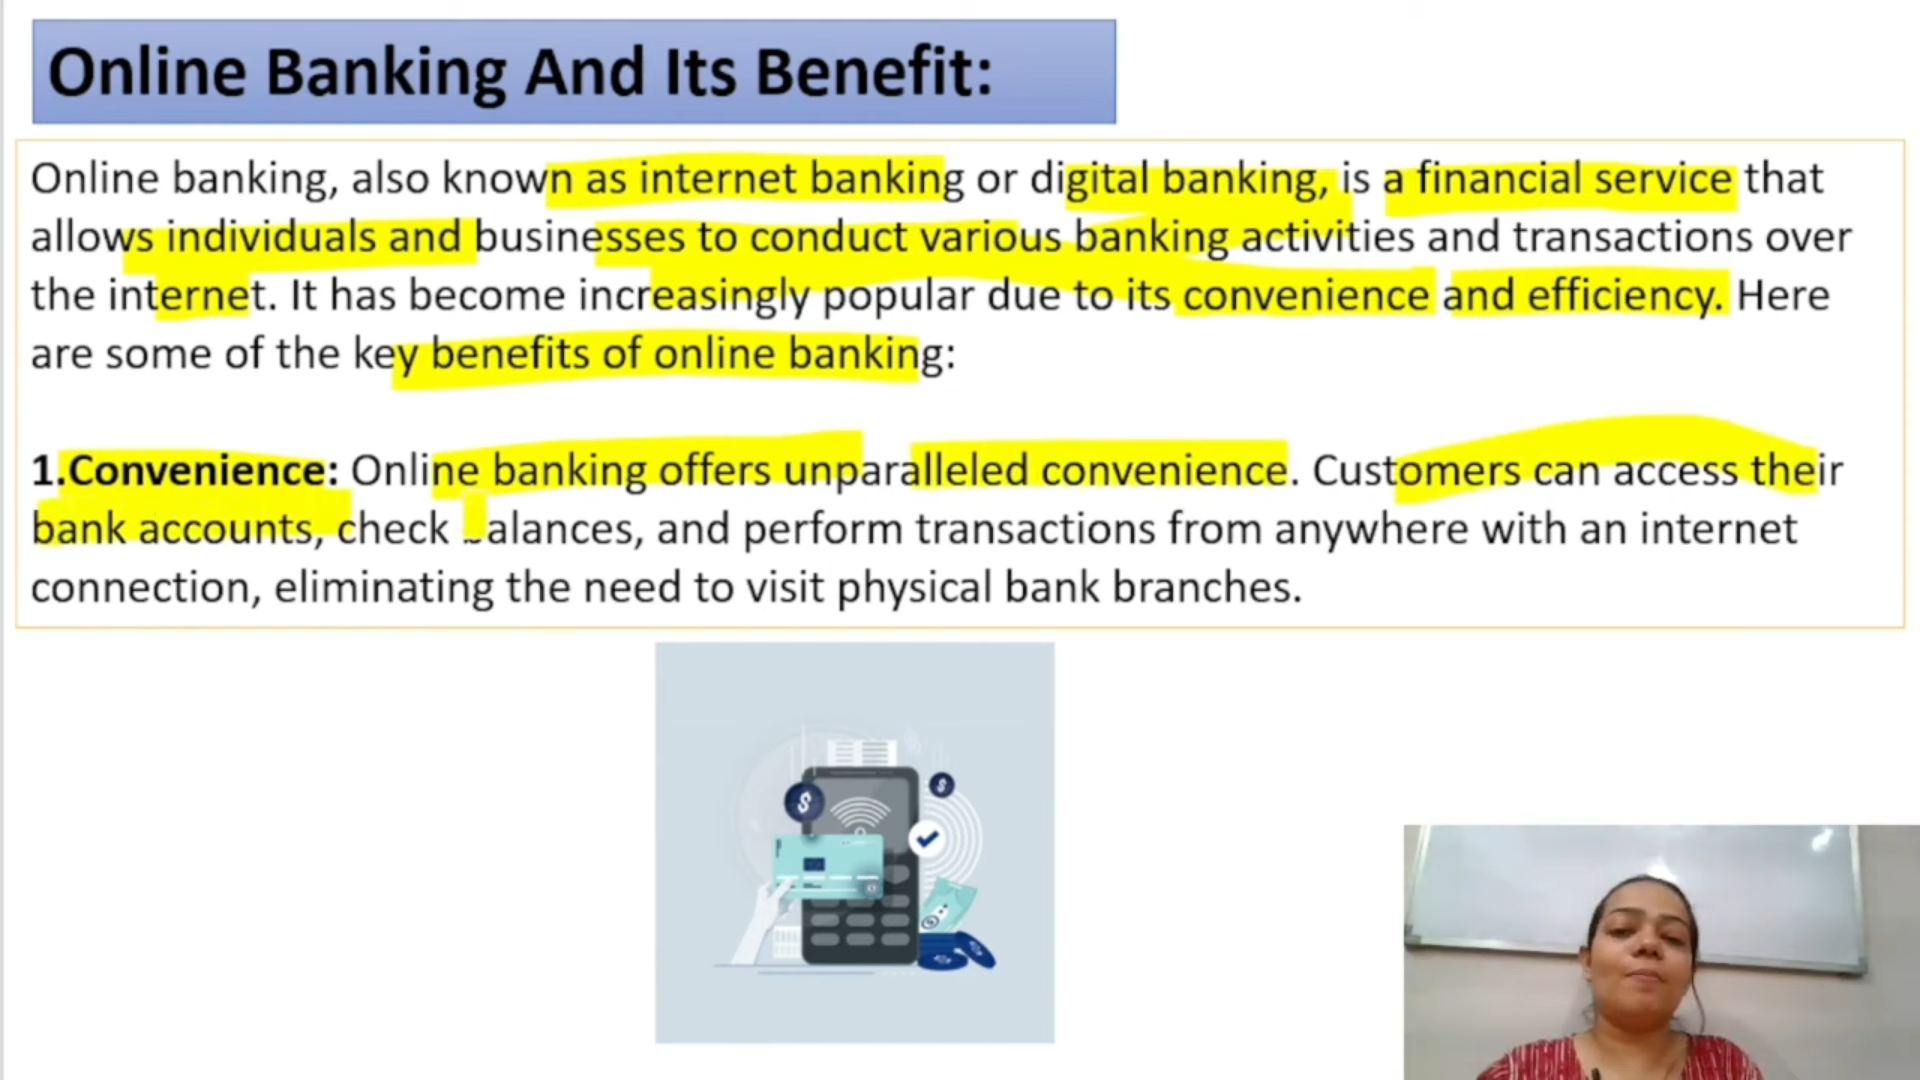 Online Banking And Its Benefit:
Online banking, also known as internet banking or digital banking, is a financial service that
allows individuals and businesses to conduct various banking activities and transactions over
the internet. It has become increasingly popular due to its convenience and efficiency. Here
are some of the key benefits of online banking:
1.Convenience: Online banking offers unparalleled convenience. Customers can access their
bank accounts, check balances, and perform transactions from anywhere with an internet
connection, eliminating the need to visit physical bank branches.